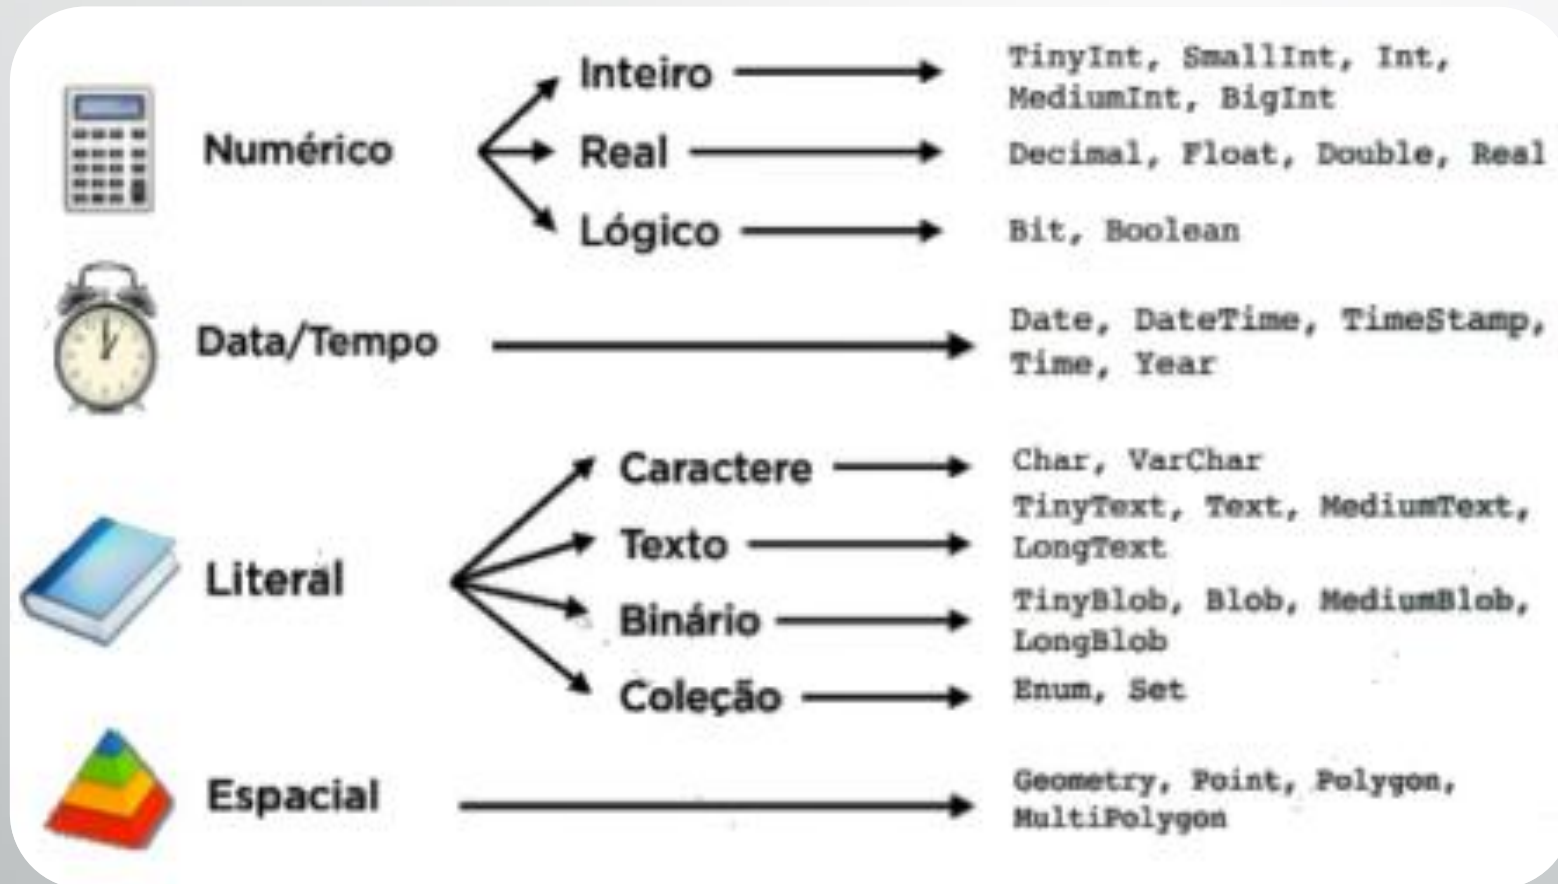 Numérico
Inteiro
TinyInt, SmallInt, Int,
MediumInt, BigInt
Real
Decimal, Float, Double, Real
Lógico
Bit, Boolean
Data/Tempo
Date, DateTime, TimeStamp,
Time, Year
Literal
Caractere
Char, VarChar
Texto
TinyText, Text, MediumText,
LongText
Binário
TinyBlob, Blob, MediumBlob,
LongBlob
Coleção
Enum, Set
Espacial
Geometry, Point, Polygon,
MultiPolygon